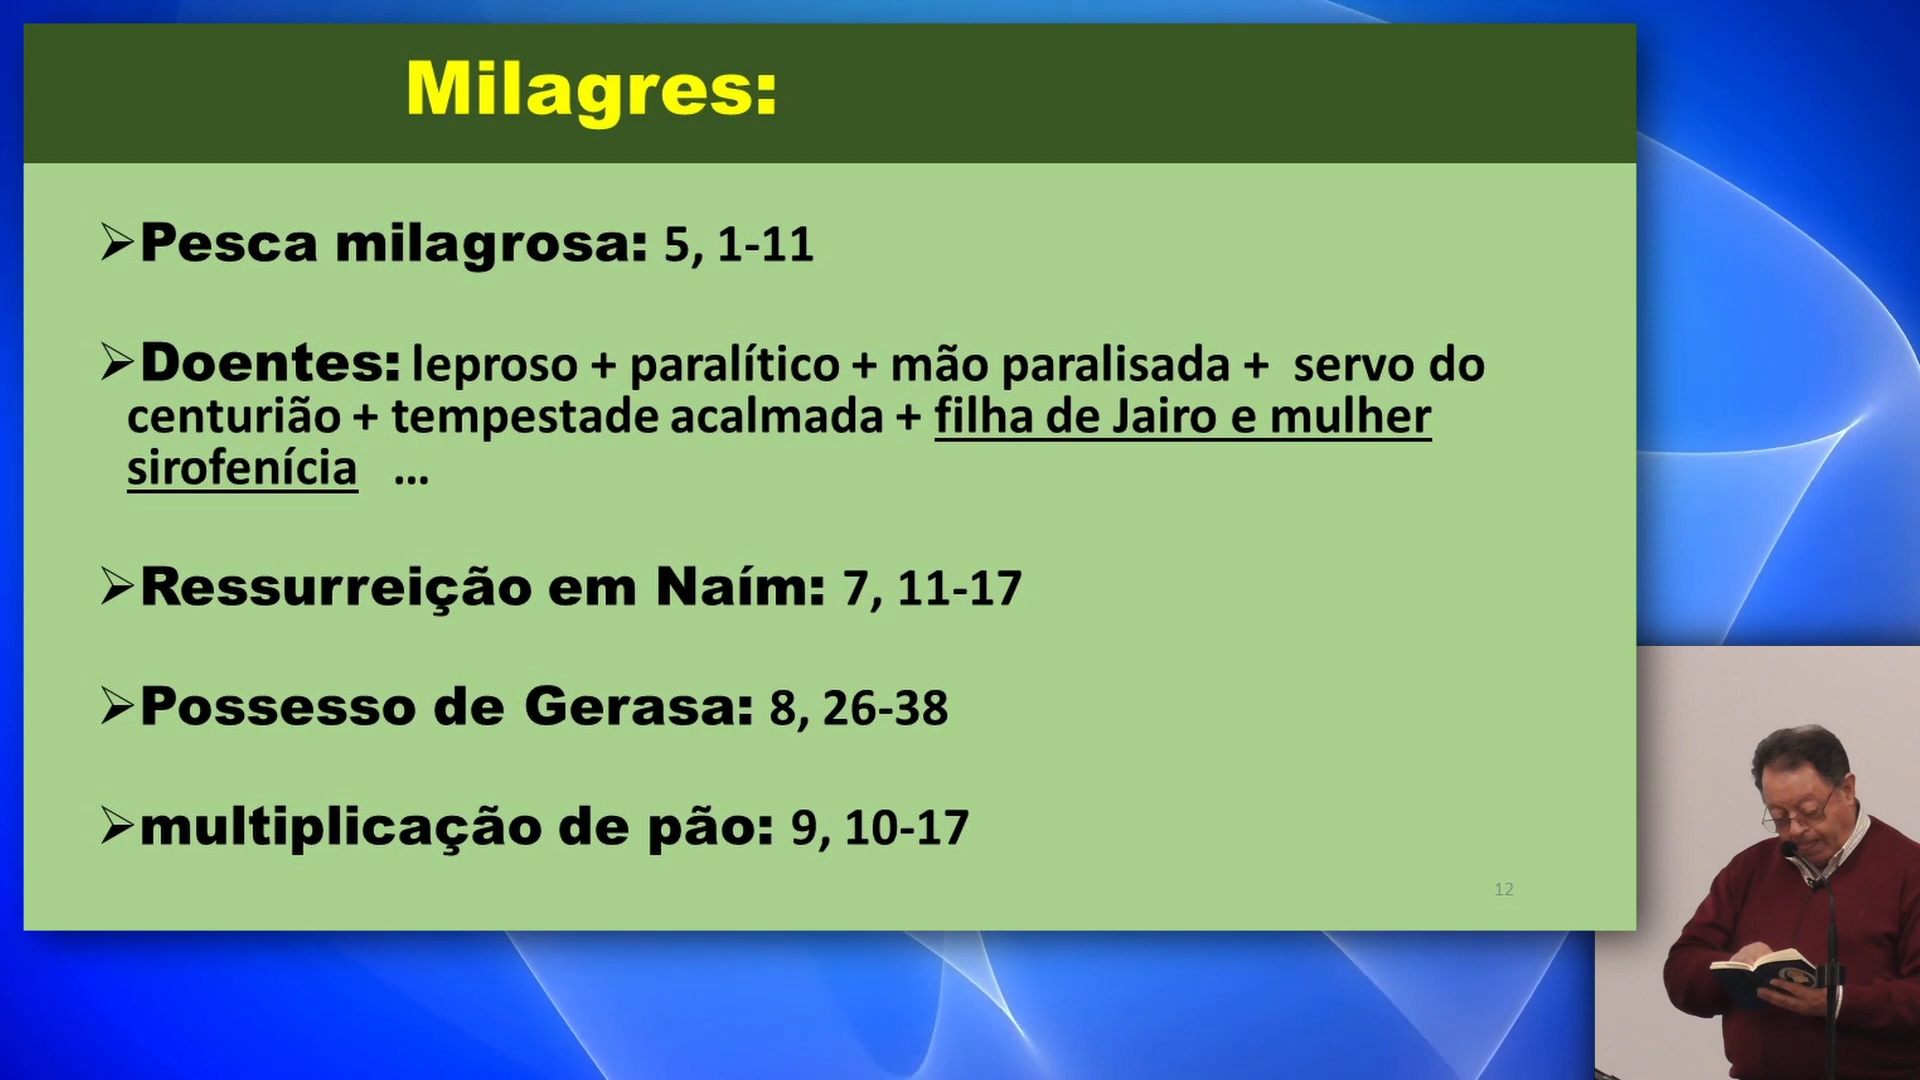 Milagres:
➢Pesca milagrosa: 5, 1-11
➢Doentes: leproso + paralítico + mão paralisada + servo do
centurião + tempestade acalmada + filha de Jairo e mulher
sirofenícia ...
➢Ressurreição em Naím: 7, 11-17
➢Possesso de Gerasa: 8, 26-38
➢multiplicação de pão: 9, 10-17
12